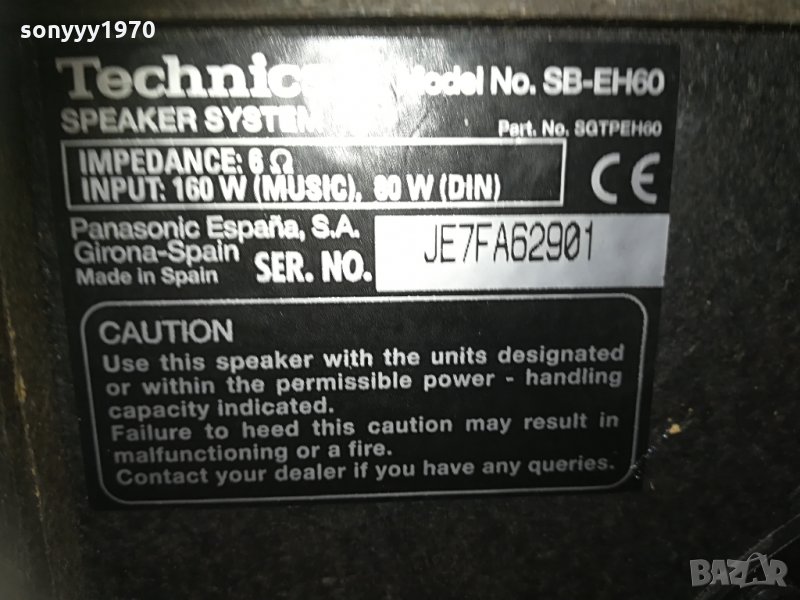 sonyyy1970
Technics Model No. SB-EH60
SPEAKER SYSTEM
Part. No. SGTPEH60
IMPEDANCE: 6 Ω
INPUT: 160 W (MUSIC), 80 W (DIN)
CE
Panasonic España, S.A.
Girona-Spain
Made in Spain
SER. NO. JE7FA62901
CAUTION
Use this speaker with the units designated
or within the permissible power - handling
capacity indicated.
Failure to heed this caution may result in
malfunctioning or a fire.
Contact your dealer if you have any queries.
BAZAR